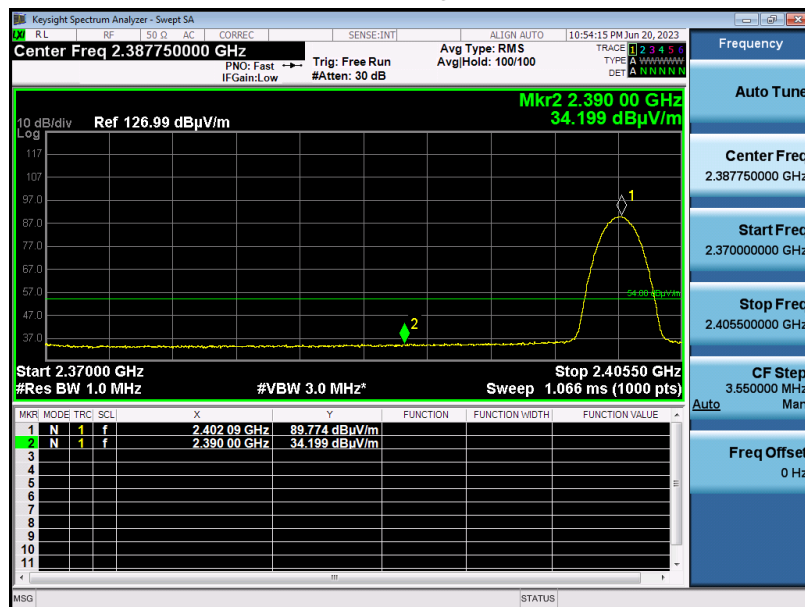 Keysight Spectrum Analyzer - Swept SA
LXI RL RF 50 Ω AC CORREC SENSE:INT ALIGN AUTO 10:54:15 PM Jun 20, 2023
Center Freq 2.387750000 GHz
PNO: Fast
IFGain:Low
Trig: Free Run
#Atten: 30 dB
Avg Type: RMS
Avg|Hold: 100/100
TRACE 1 2 3 4 5 6
TYPE A WWWWW
DET A N N N N N
Mkr2 2.390 00 GHz
34.199 dBµV/m
10 dB/div Ref 126.99 dBµV/m
Log
117
107
97.0
87.0
77.0
67.0
57.0
47.0
37.0
1
54.00 dBµV/m
2
Start 2.37000 GHz Stop 2.40550 GHz
#Res BW 1.0 MHz #VBW 3.0 MHz* Sweep 1.066 ms (1000 pts)
MKR MODE TRC SCL X Y FUNCTION FUNCTION WIDTH FUNCTION VALUE
1 N 1 f 2.402 09 GHz 89.774 dBµV/m
2 N 1 f 2.390 00 GHz 34.199 dBµV/m
3
4
5
6
7
8
9
10
11
MSG STATUS
Frequency
Auto Tune
Center Freq
2.387750000 GHz
Start Freq
2.370000000 GHz
Stop Freq
2.405500000 GHz
CF Step
3.550000 MHz
Auto Man
Freq Offset
0 Hz